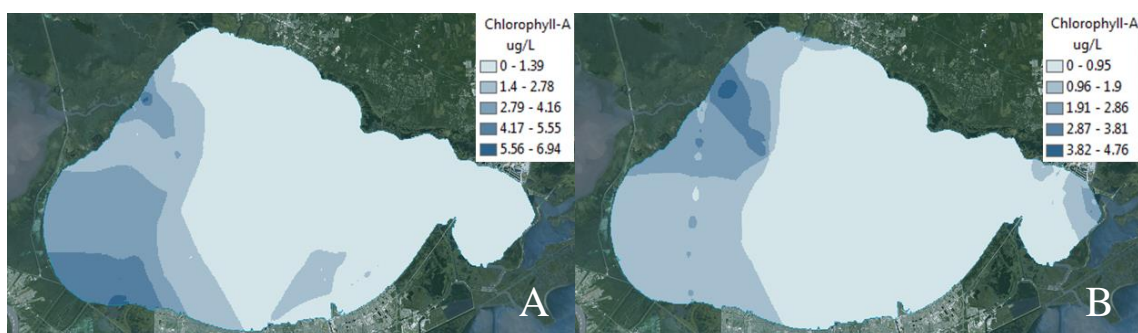 Chlorophyll-A
ug/L
0 - 1.39
1.4 - 2.78
2.79 - 4.16
4.17 - 5.55
5.56 - 6.94
A
Chlorophyll-A
ug/L
0 - 0.95
0.96 - 1.9
1.91 - 2.86
2.87 - 3.81
3.82 - 4.76
B